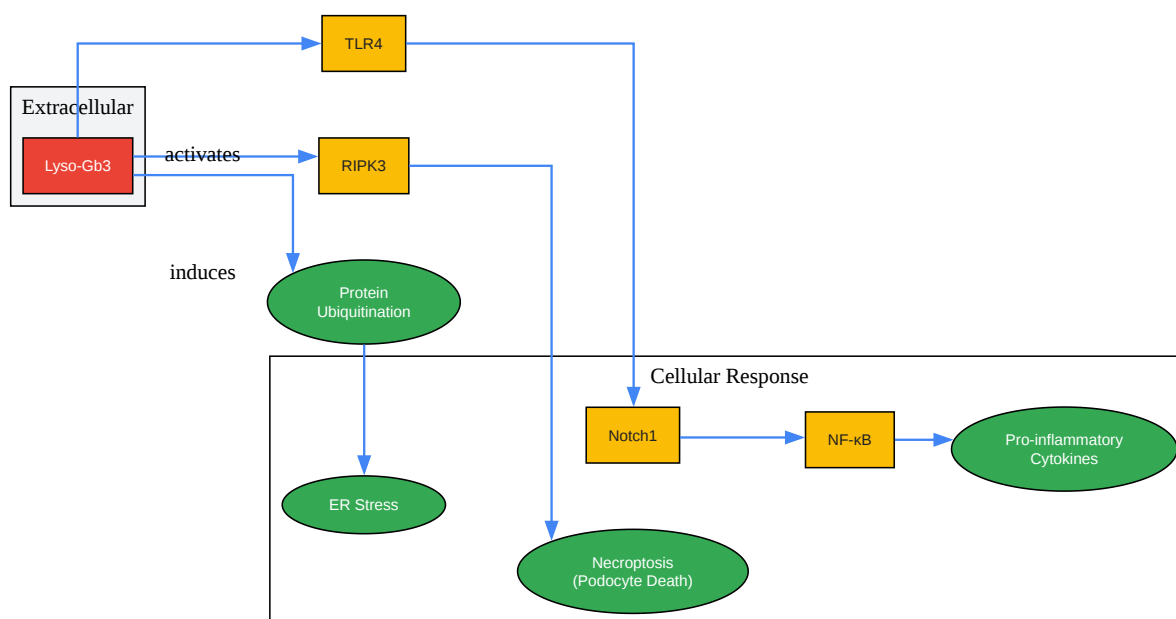 TLR4
Extracellular
Lyso-Gb3
activates
RIPK3
induces
Protein
Ubiquitination
Cellular Response
Notch1
NF-κB
Pro-inflammatory
Cytokines
ER Stress
Necroptosis
(Podocyte Death)